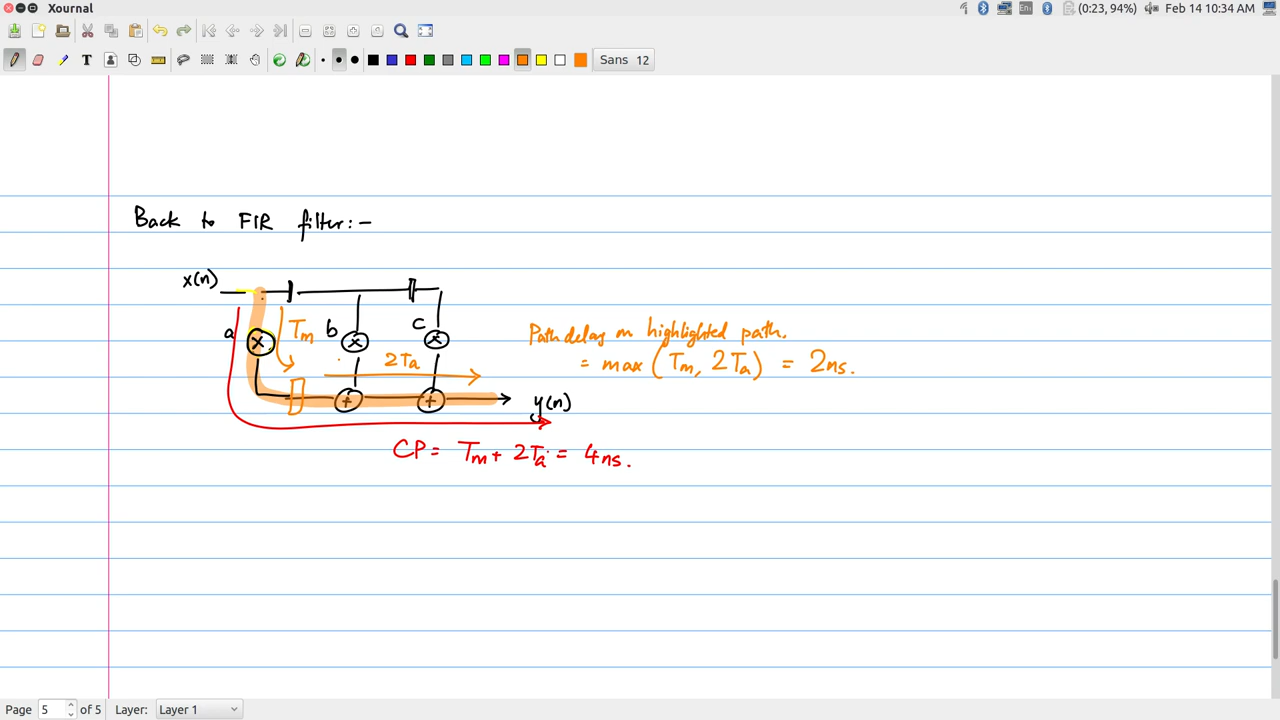 Xournal
En
(0:23, 94%)
Feb 14 10:34 AM
T
Sans 12
Back to FIR filter:-
x(n)
a
Tm
b
c
x
x
x
2Ta
+
+
y(n)
Path delay on highlighted path.
= max (Tm, 2Ta) = 2ns.
CP = Tm + 2Ta = 4ns.
Page 5 of 5 Layer: Layer 1